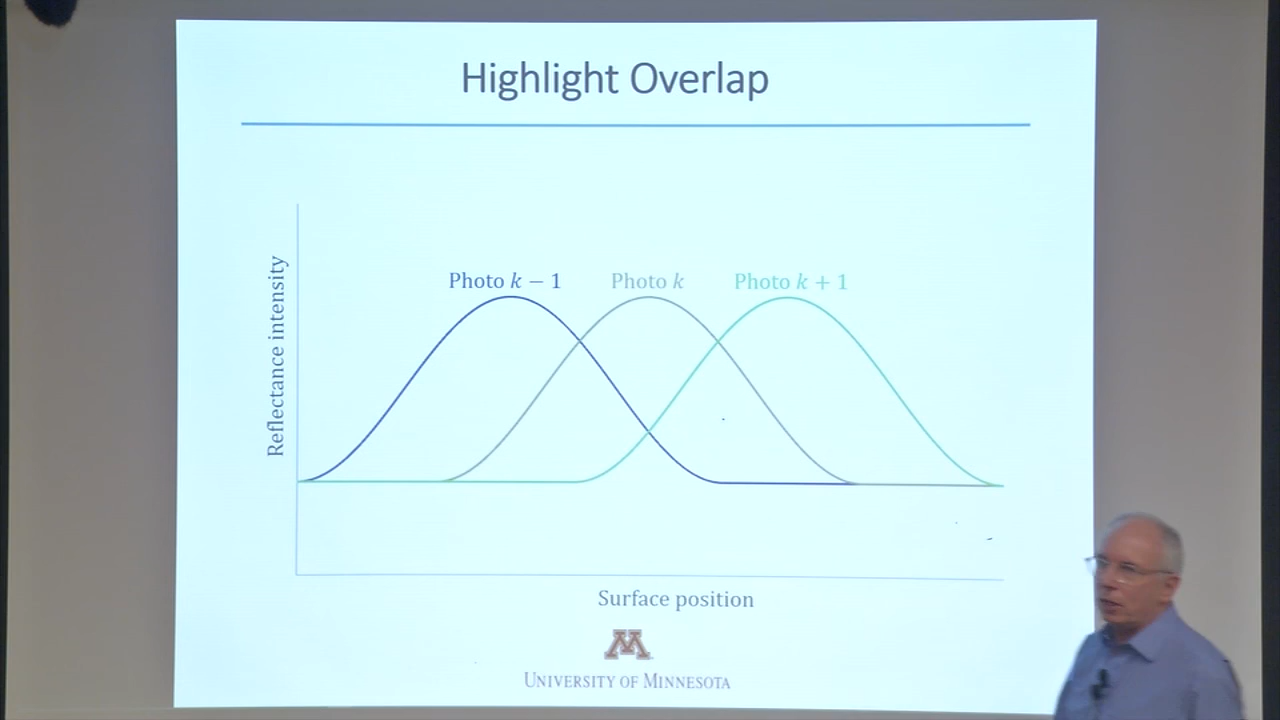 Highlight Overlap
Reflectance intensity
Photo k − 1
Photo k
Photo k + 1
Surface position
M
UNIVERSITY OF MINNESOTA